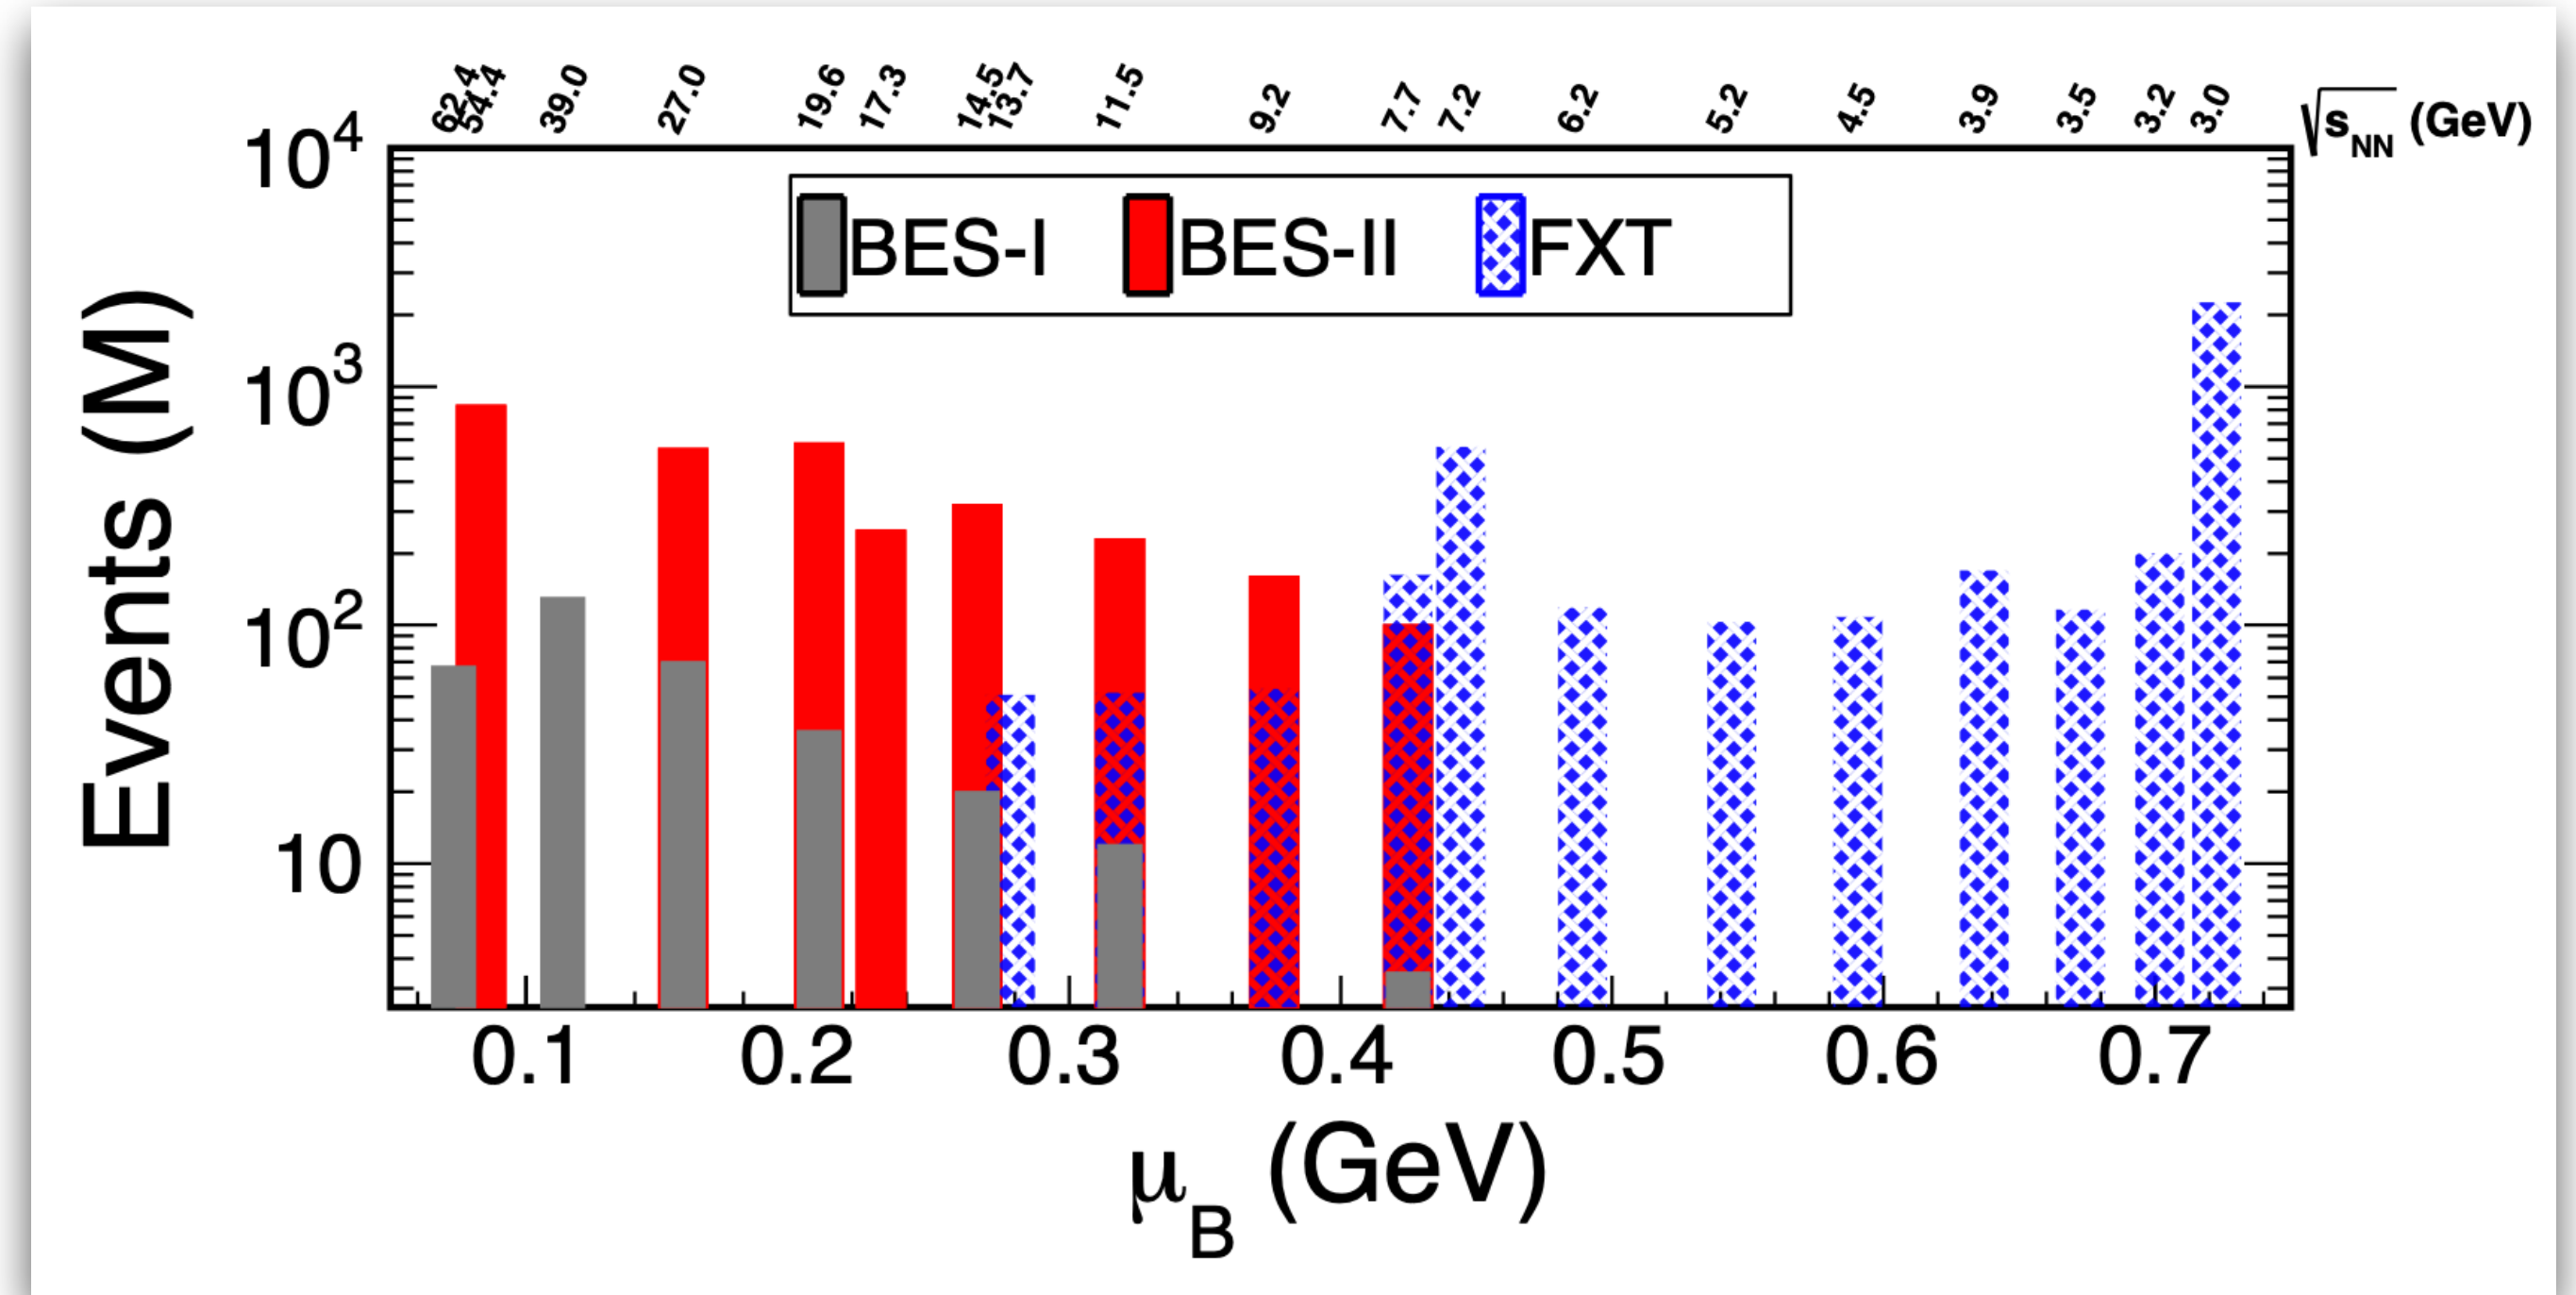 62.4 54.4 39.0 27.0 19.6 17.3 14.5 13.7 11.5 9.2 7.7 7.2 6.2 5.2 4.5 3.9 3.5 3.2 3.0 √s_NN (GeV)
10^4
BES-I BES-II FXT
10^3
10^2
10
Events (M)
0.1 0.2 0.3 0.4 0.5 0.6 0.7
μ_B (GeV)